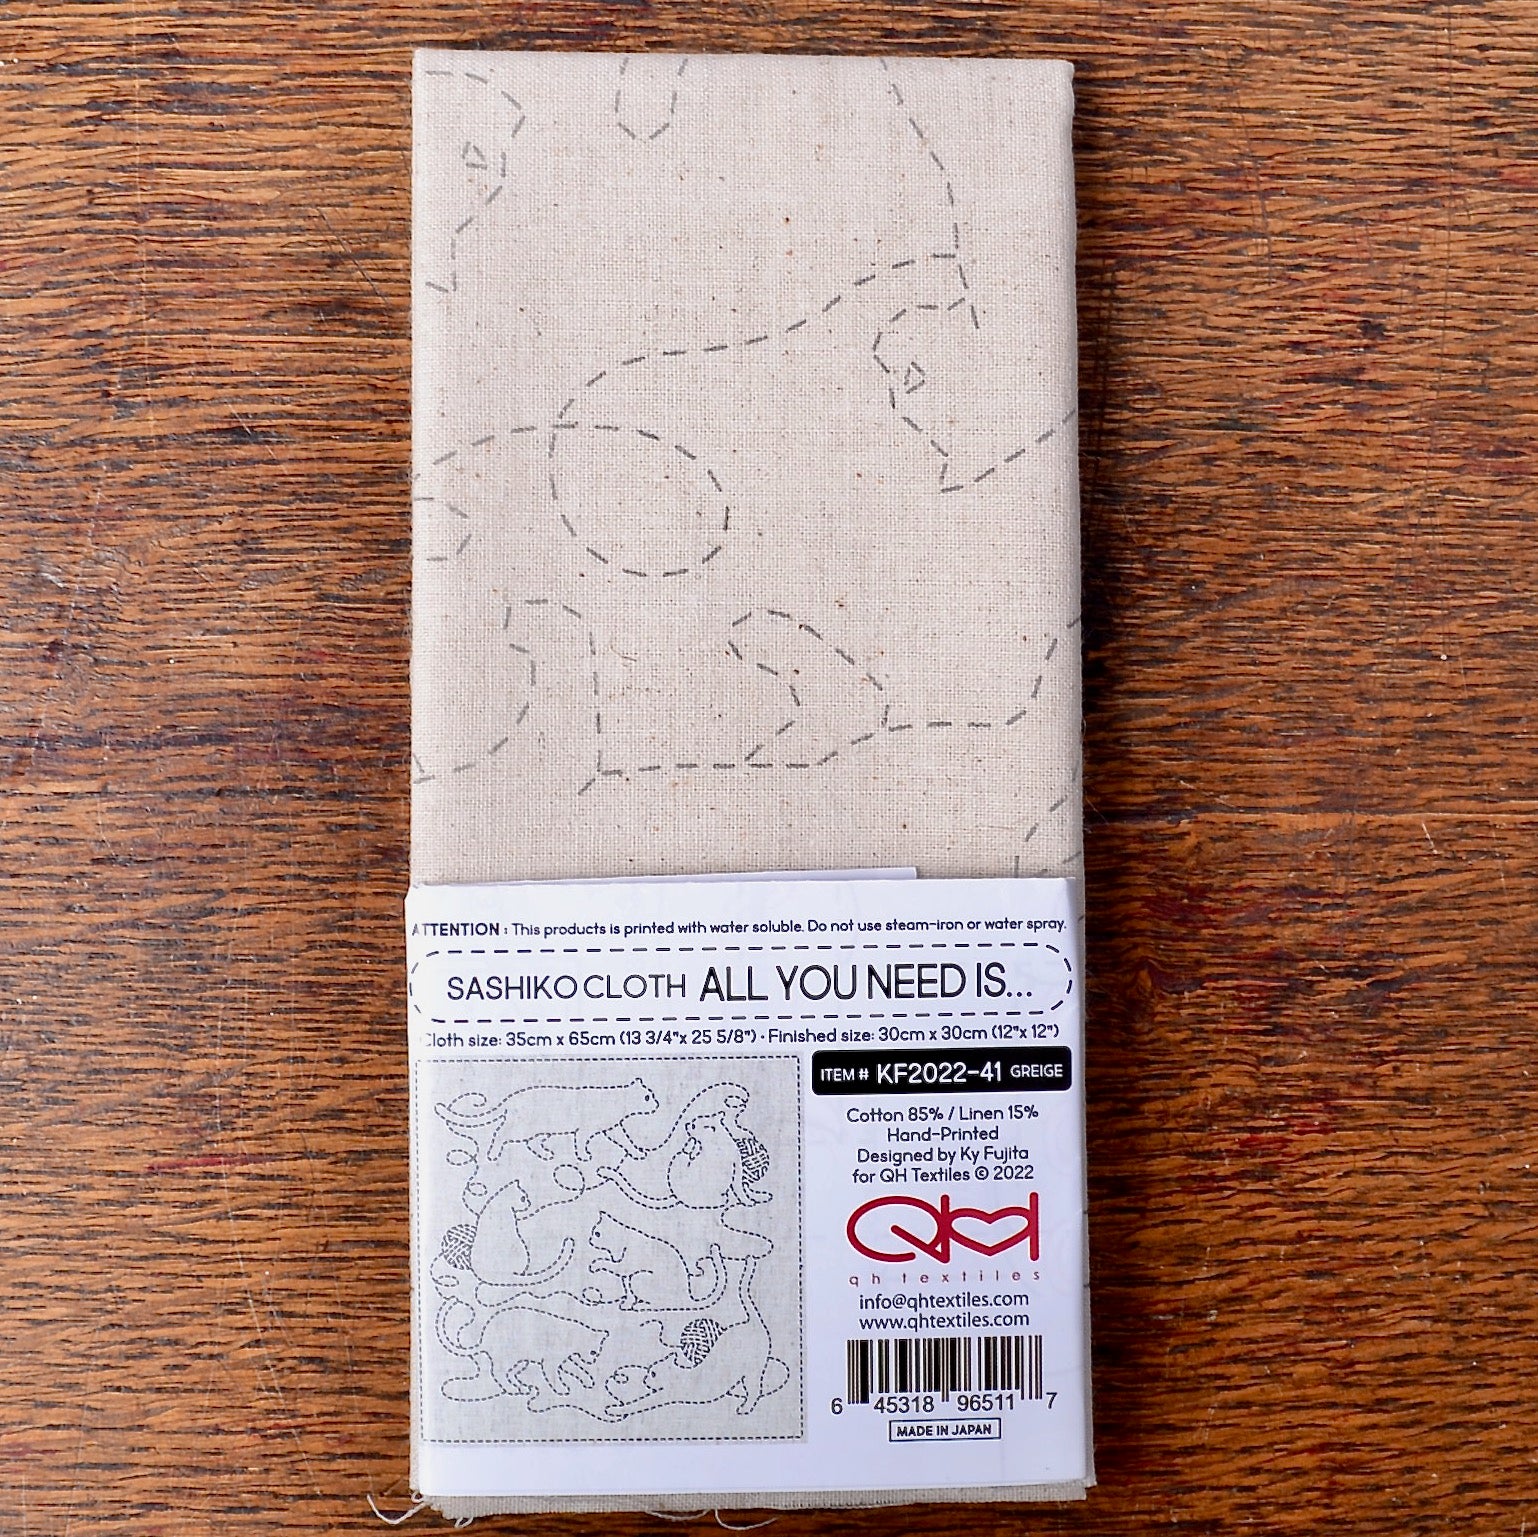 ATTENTION : This products is printed with water soluble. Do not use steam-iron or water spray.
SASHIKO CLOTH ALL YOU NEED IS...
Cloth size: 35cm x 65cm (13 3/4"x 25 5/8") · Finished size: 30cm x 30cm (12"x 12")
ITEM # KF2022-41 GREIGE
Cotton 85% / Linen 15%
Hand-Printed
Designed by Ky Fujita
for QH Textiles © 2022
QH
qh textiles
info@qhtextiles.com
www.qhtextiles.com
6 45318 96511 7
MADE IN JAPAN